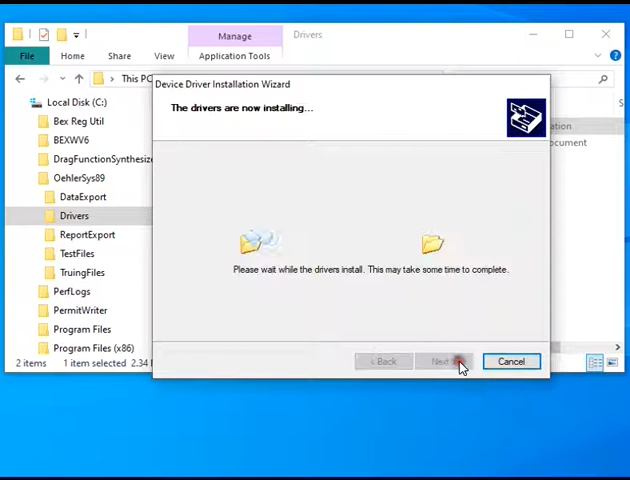 Manage
Drivers
File
Home
Share
View
Application Tools
This PC
Device Driver Installation Wizard
The drivers are now installing...
Local Disk (C:)
Bex Reg Util
BEXWV6
DragFunctionSynthesize
OehlerSys89
DataExport
Drivers
ReportExport
TestFiles
TruingFiles
PerfLogs
PermitWriter
Program Files
Program Files (x86)
Please wait while the drivers install. This may take some time to complete.
< Back
Next
Cancel
2 items
1 item selected 2.34